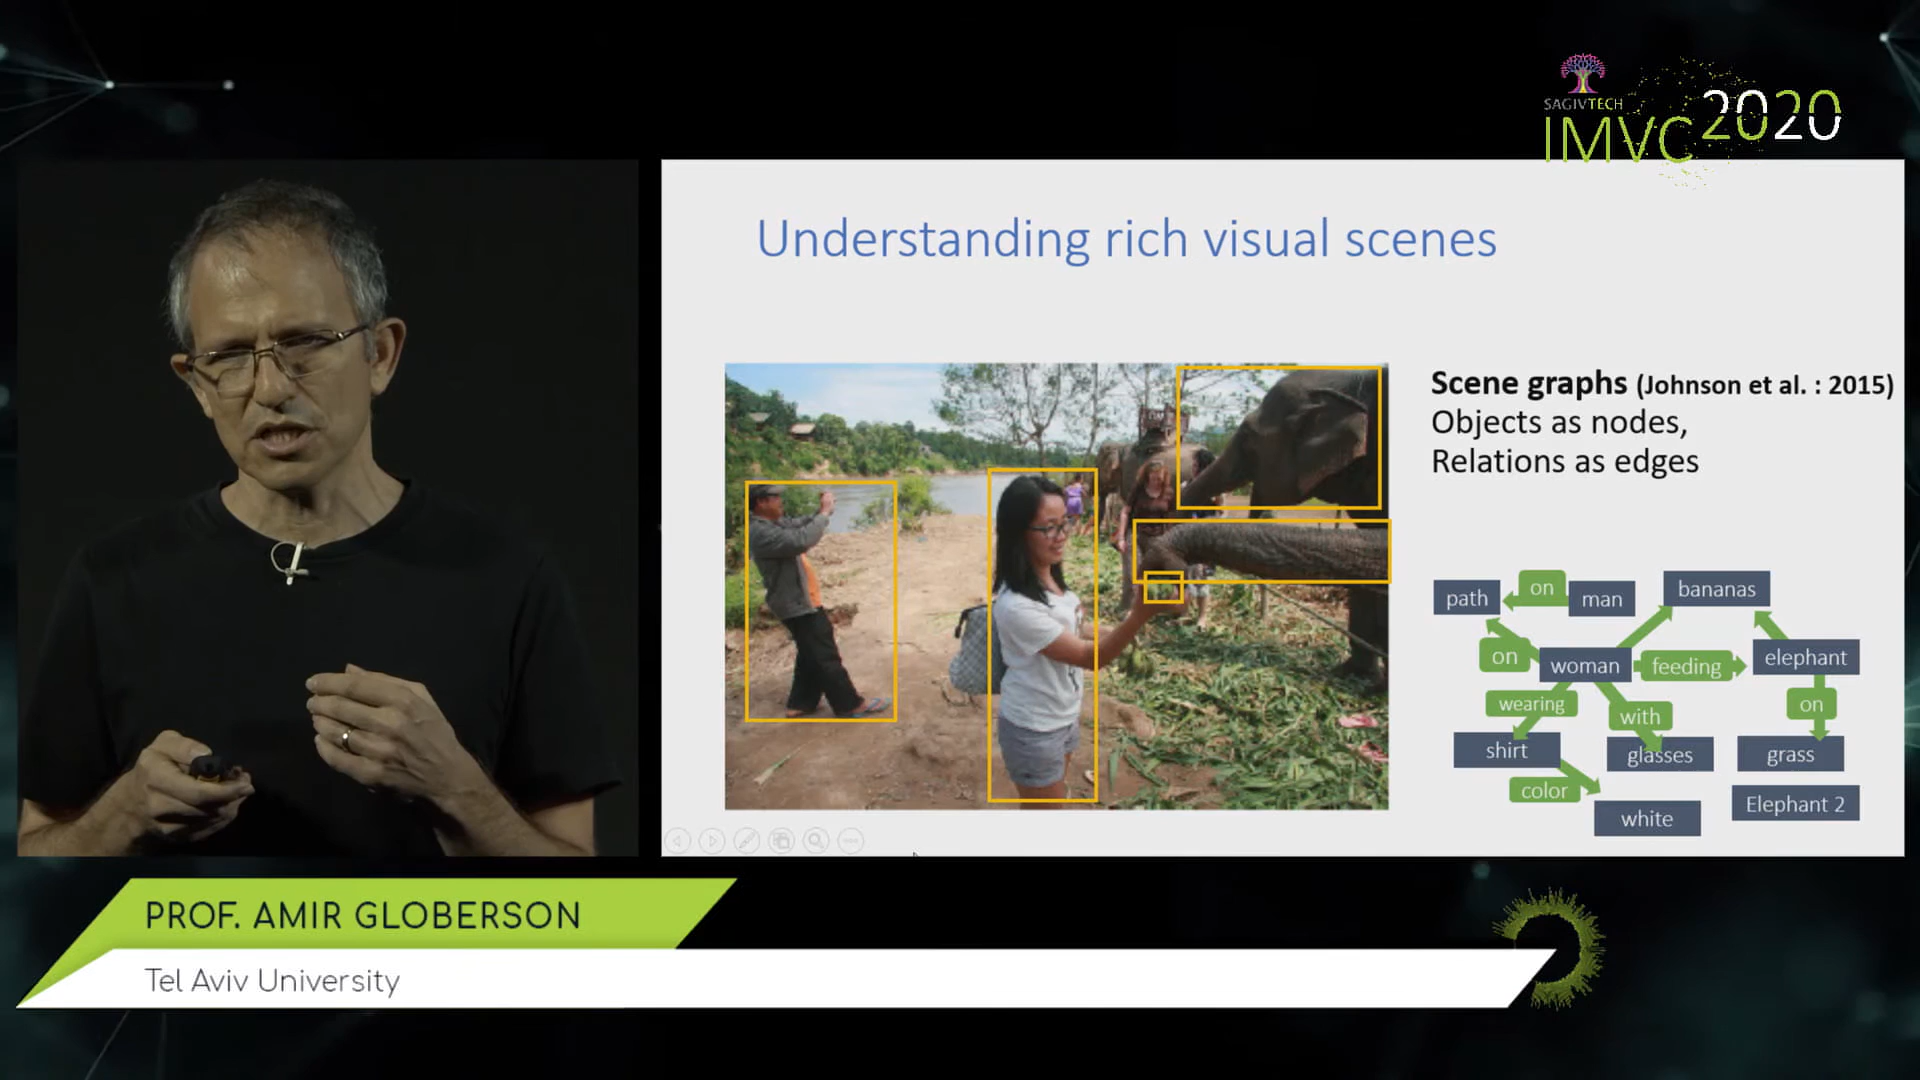 SAGIVTECH
IMVC 2020
Understanding rich visual scenes
Scene graphs (Johnson et al. : 2015)
Objects as nodes,
Relations as edges
path
on
man
bananas
on
woman
feeding
elephant
wearing
with
on
shirt
glasses
grass
color
white
Elephant 2
PROF. AMIR GLOBERSON
Tel Aviv University